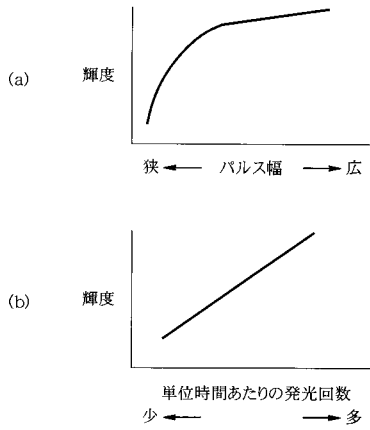 (a)
輝度
狭 ← パルス幅 → 広
(b)
輝度
単位時間あたりの発光回数
少 ← → 多